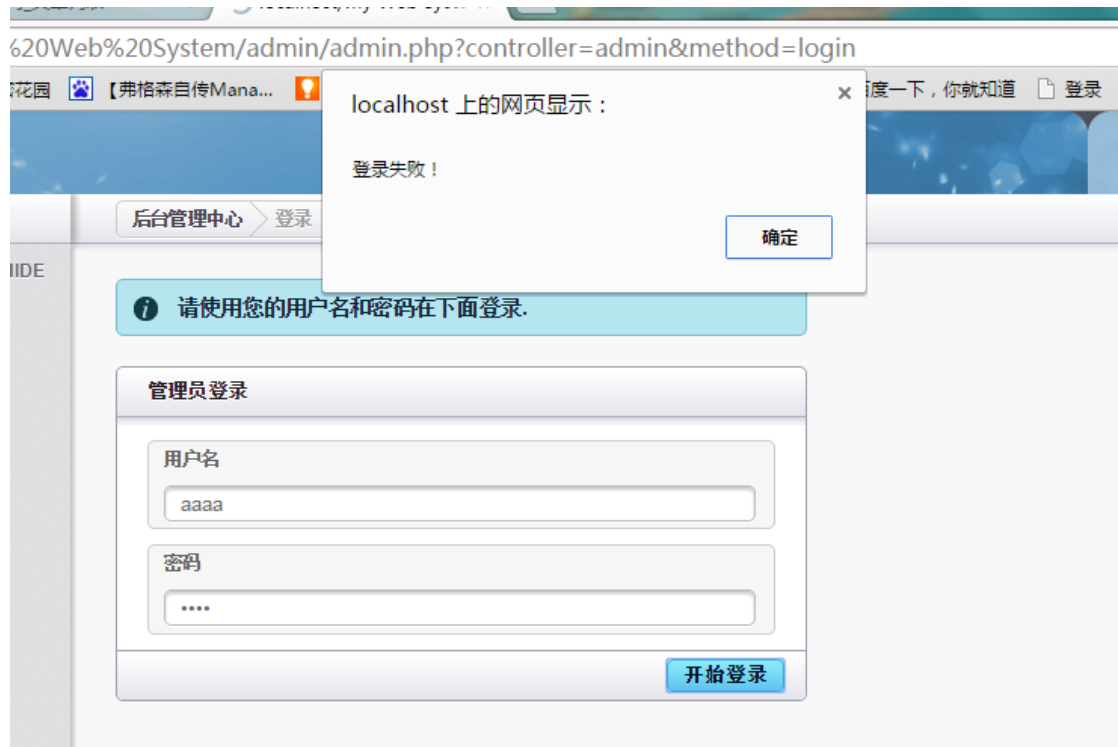 %20Web%20System/admin/admin.php?controller=admin&method=login
花园 【弗格森自传Mana... 度一下，你就知道 登录
localhost 上的网页显示：
登录失败！
确定
后台管理中心 登录
HIDE
请使用您的用户名和密码在下面登录.
管理员登录
用户名
aaaa
密码
••••
开始登录